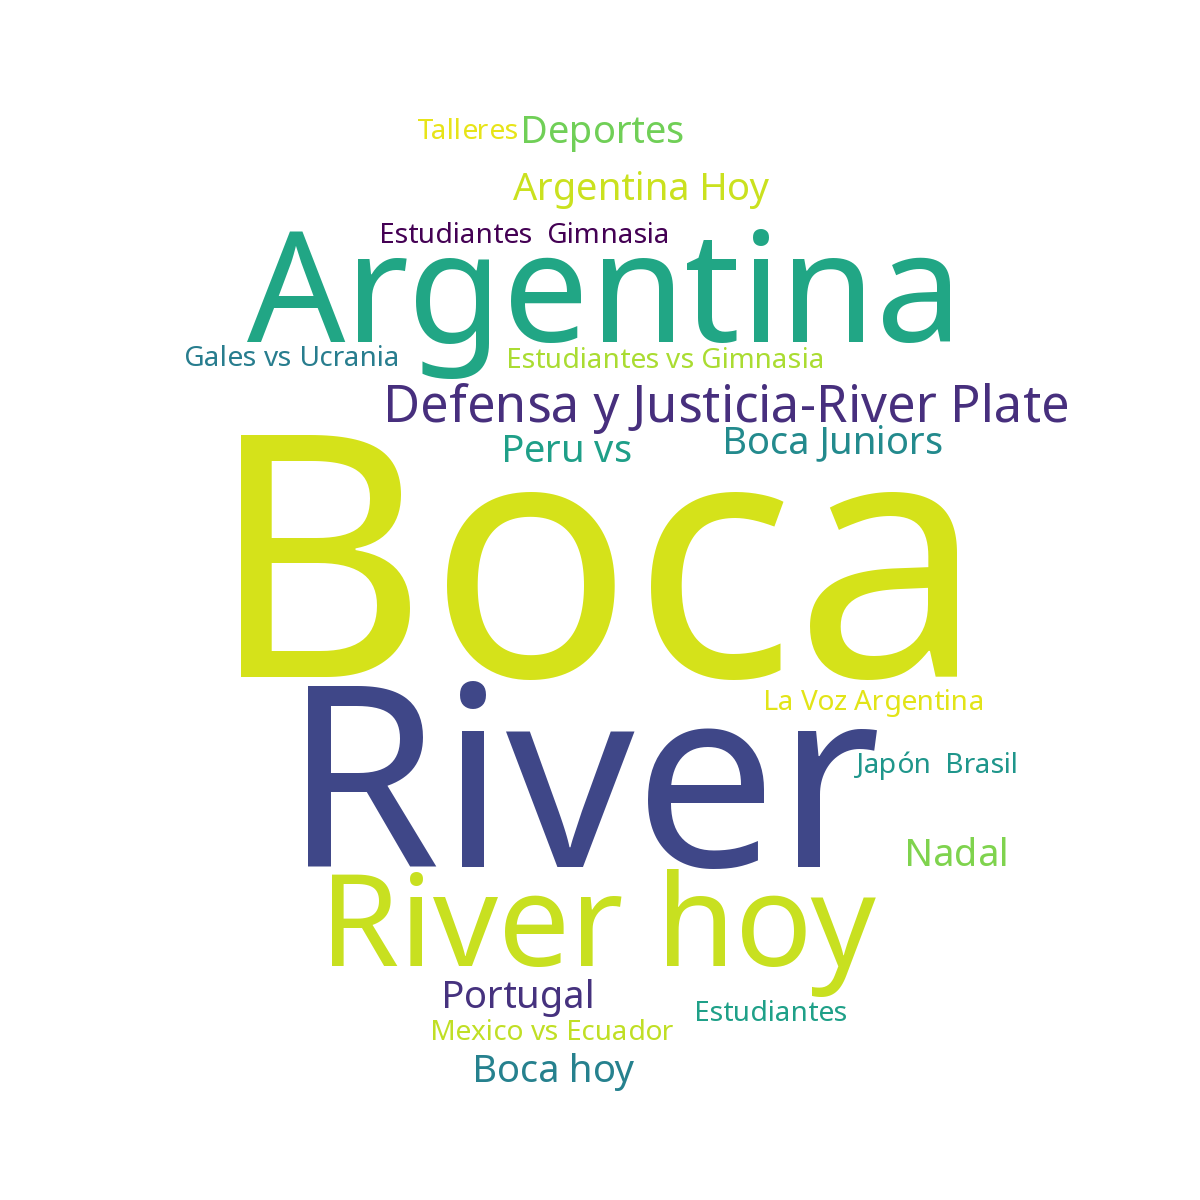 Talleres
Deportes
Argentina Hoy
Estudiantes  Gimnasia
Argentina
Gales vs Ucrania
Estudiantes vs Gimnasia
Defensa y Justicia-River Plate
Peru vs
Boca Juniors
Boca
River
La Voz Argentina
Japón  Brasil
Nadal
River hoy
Portugal
Estudiantes
Mexico vs Ecuador
Boca hoy